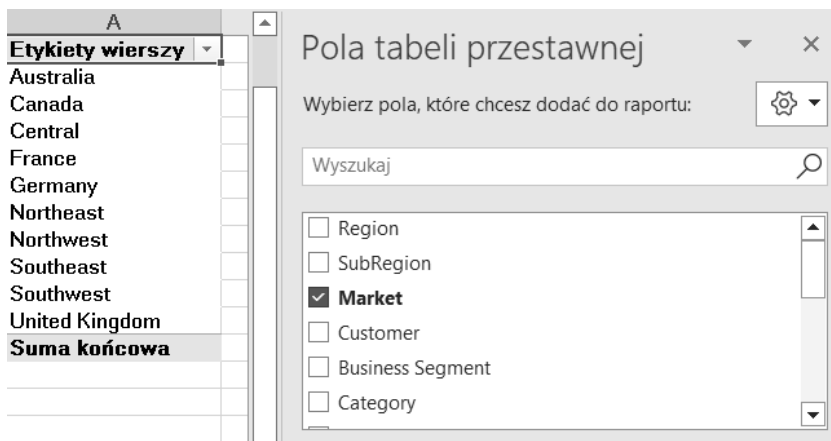 A
Etykiety wierszy
Australia
Canada
Central
France
Germany
Northeast
Northwest
Southeast
Southwest
United Kingdom
Suma końcowa
Pola tabeli przestawnej
Wybierz pola, które chcesz dodać do raportu:
Wyszukaj
Region
SubRegion
Market
Customer
Business Segment
Category